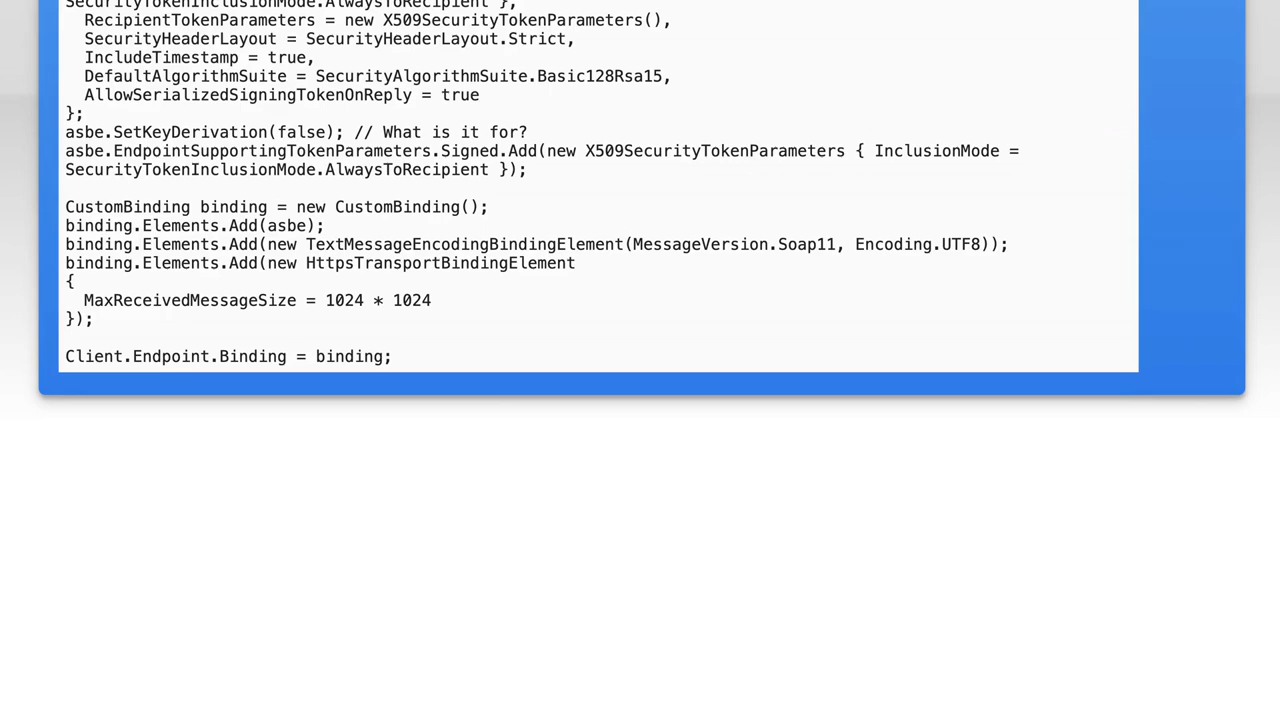 SecurityTokenInclusionMode.AlwaysToRecipient },
RecipientTokenParameters = new X509SecurityTokenParameters(),
SecurityHeaderLayout = SecurityHeaderLayout.Strict,
IncludeTimestamp = true,
DefaultAlgorithmSuite = SecurityAlgorithmSuite.Basic128Rsa15,
AllowSerializedSigningTokenOnReply = true
};
asbe.SetKeyDerivation(false); // What is it for?
asbe.EndpointSupportingTokenParameters.Signed.Add(new X509SecurityTokenParameters { InclusionMode =
SecurityTokenInclusionMode.AlwaysToRecipient });
CustomBinding binding = new CustomBinding();
binding.Elements.Add(asbe);
binding.Elements.Add(new TextMessageEncodingBindingElement(MessageVersion.Soap11, Encoding.UTF8));
binding.Elements.Add(new HttpsTransportBindingElement
{
MaxReceivedMessageSize = 1024 * 1024
});
Client.Endpoint.Binding = binding;